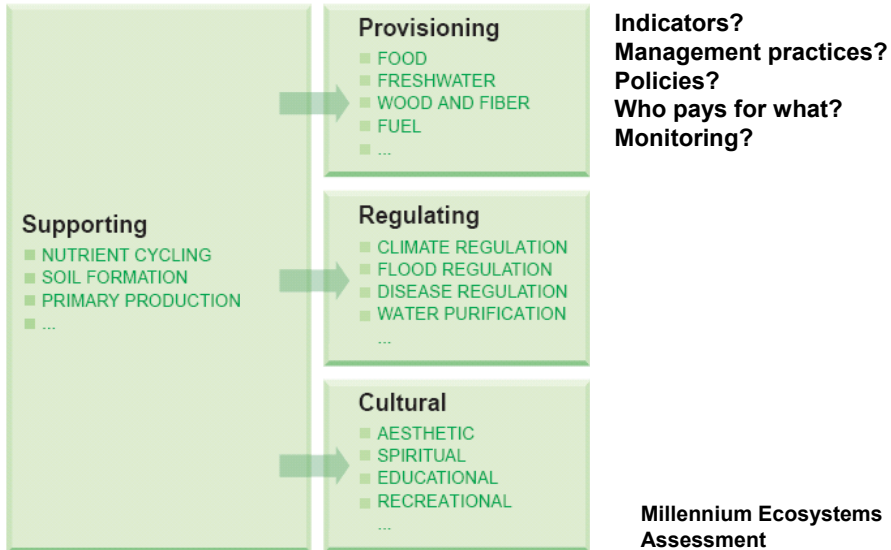 Supporting
NUTRIENT CYCLING
SOIL FORMATION
PRIMARY PRODUCTION
...
Provisioning
FOOD
FRESHWATER
WOOD AND FIBER
FUEL
...
Regulating
CLIMATE REGULATION
FLOOD REGULATION
DISEASE REGULATION
WATER PURIFICATION
...
Cultural
AESTHETIC
SPIRITUAL
EDUCATIONAL
RECREATIONAL
...
Indicators?
Management practices?
Policies?
Who pays for what?
Monitoring?
Millennium Ecosystems
Assessment